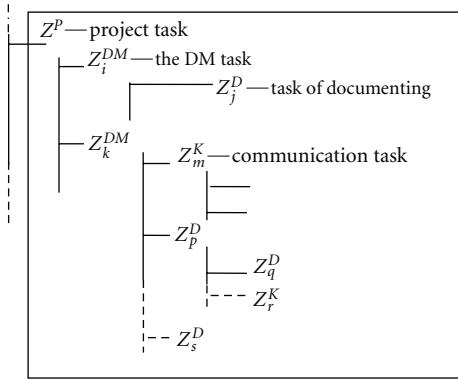 Z^P—project task
Z_i^{DM}—the DM task
Z_j^D—task of documenting
Z_k^{DM}
Z_m^K—communication task
Z_p^D
Z_q^D
Z_r^K
Z_s^D